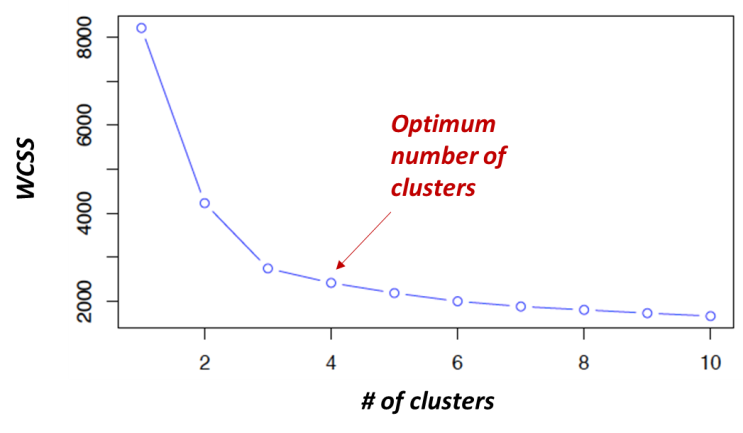 8000
6000
4000
2000
WCSS
Optimum
number of
clusters
2 4 6 8 10
# of clusters